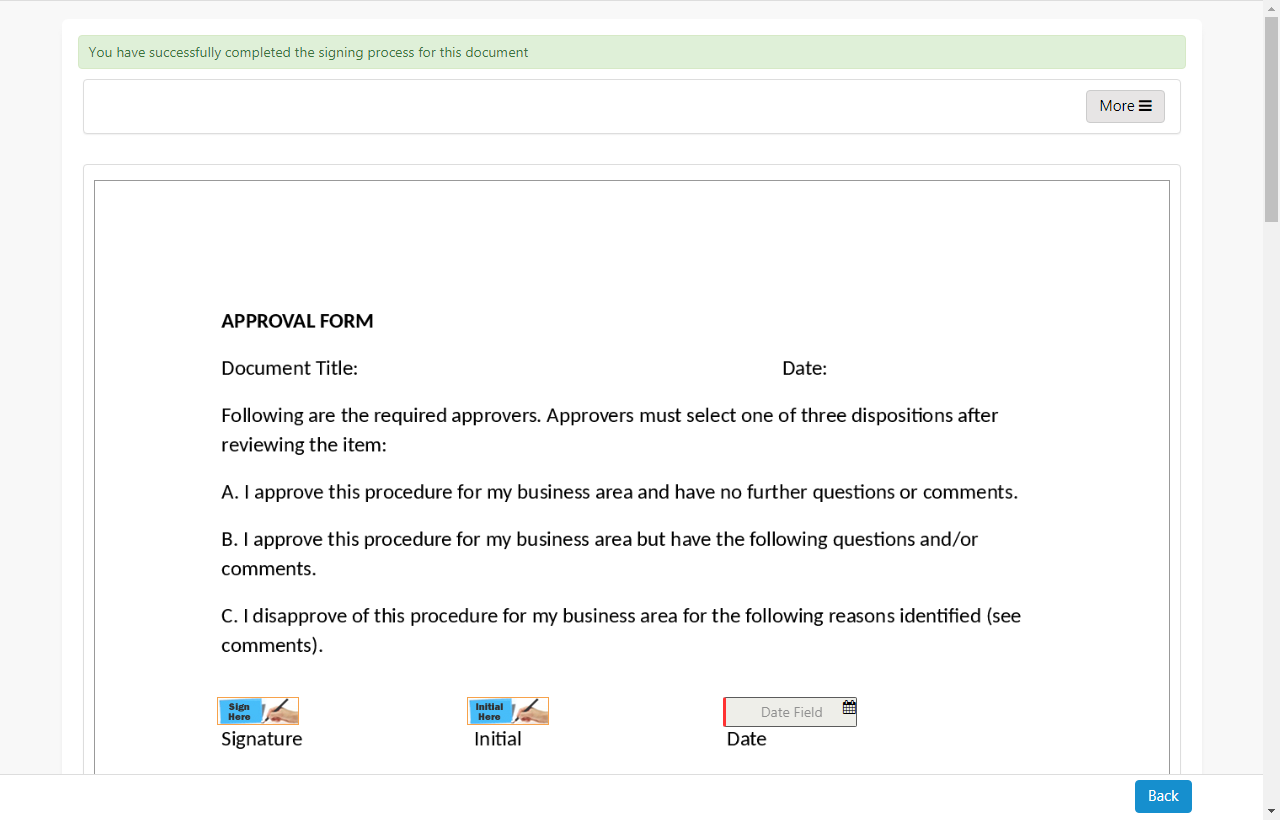 You have successfully completed the signing process for this document
More
APPROVAL FORM
Document Title: Date:
Following are the required approvers. Approvers must select one of three dispositions after
reviewing the item:
A. I approve this procedure for my business area and have no further questions or comments.
B. I approve this procedure for my business area but have the following questions and/or
comments.
C. I disapprove of this procedure for my business area for the following reasons identified (see
comments).
Sign
Here
Initial
Here
Date Field
Signature Initial Date
Back